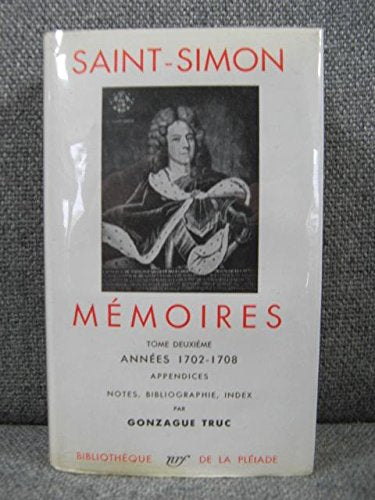 SAINT-SIMON
MÉMOIRES
TOME DEUXIÈME
ANNÉES 1702-1708
APPENDICES
NOTES, BIBLIOGRAPHIE, INDEX
PAR
GONZAGUE TRUC
BIBLIOTHÈQUE nrf DE LA PLÉIADE